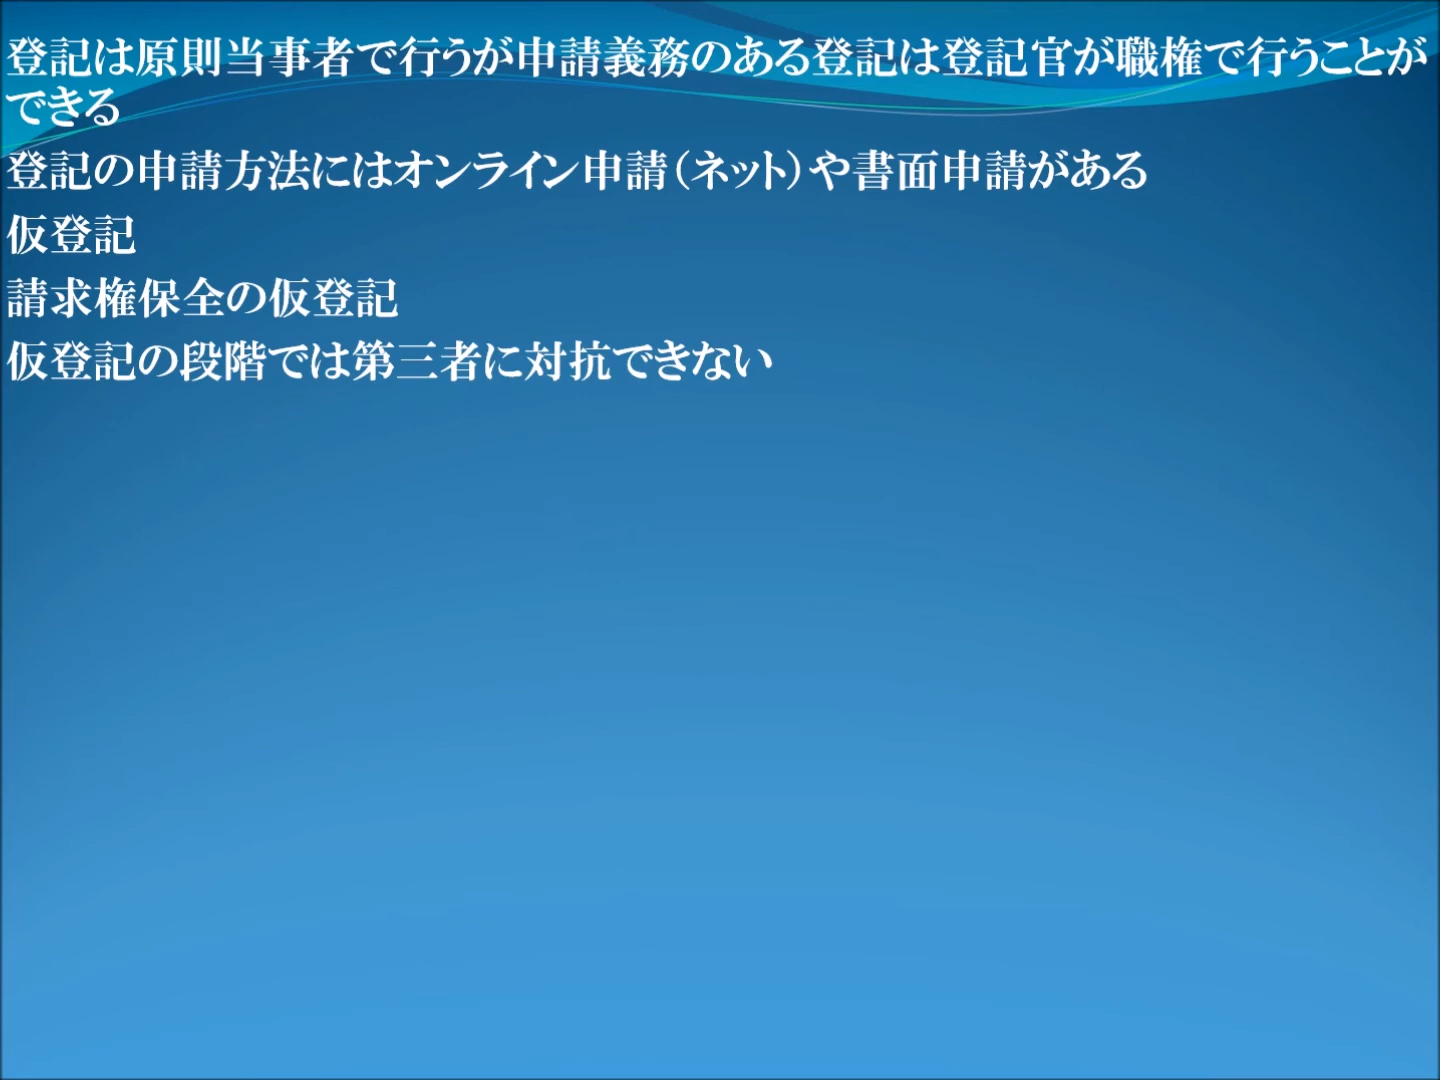 登記は原則当事者で行うが申請義務のある登記は登記官が職権で行うことが
できる
登記の申請方法にはオンライン申請（ネット）や書面申請がある
仮登記
請求権保全の仮登記
仮登記の段階では第三者に対抗できない